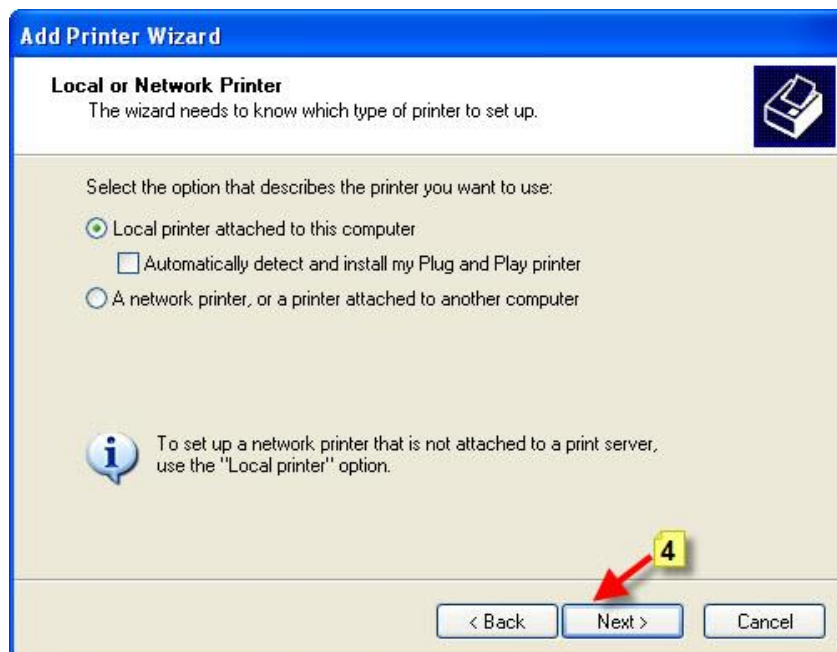 Add Printer Wizard
Local or Network Printer
The wizard needs to know which type of printer to set up.
Select the option that describes the printer you want to use:
Local printer attached to this computer
Automatically detect and install my Plug and Play printer
A network printer, or a printer attached to another computer
To set up a network printer that is not attached to a print server,
use the "Local printer" option.
4
< Back Next > Cancel